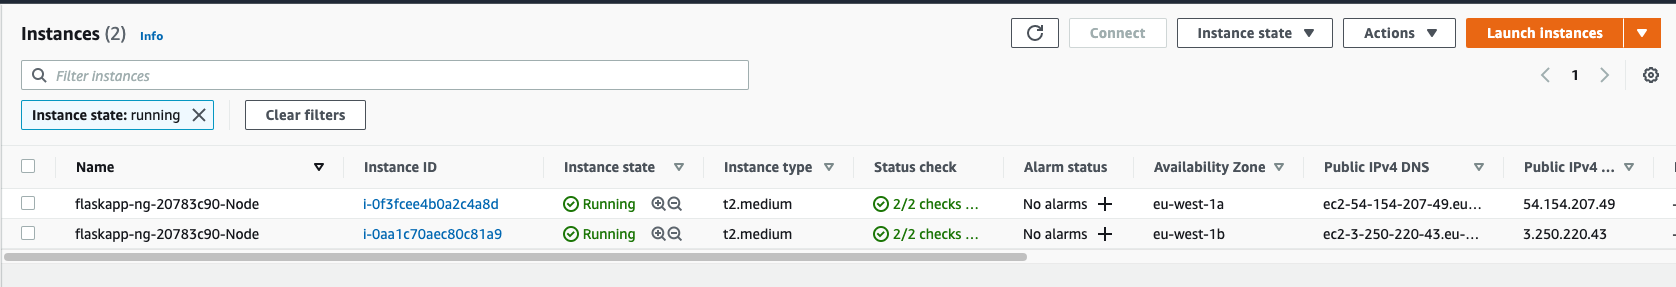 Instances (2) Info
Connect Instance state Actions Launch instances
Filter instances
1
Instance state: running Clear filters
Name Instance ID Instance state Instance type Status check Alarm status Availability Zone Public IPv4 DNS Public IPv4 ...
flaskapp-ng-20783c90-Node i-0f3fcee4b0a2c4a8d Running t2.medium 2/2 checks ... No alarms eu-west-1a ec2-54-154-207-49.eu... 54.154.207.49
flaskapp-ng-20783c90-Node i-0aa1c70aec80c81a9 Running t2.medium 2/2 checks ... No alarms eu-west-1b ec2-3-250-220-43.eu-... 3.250.220.43